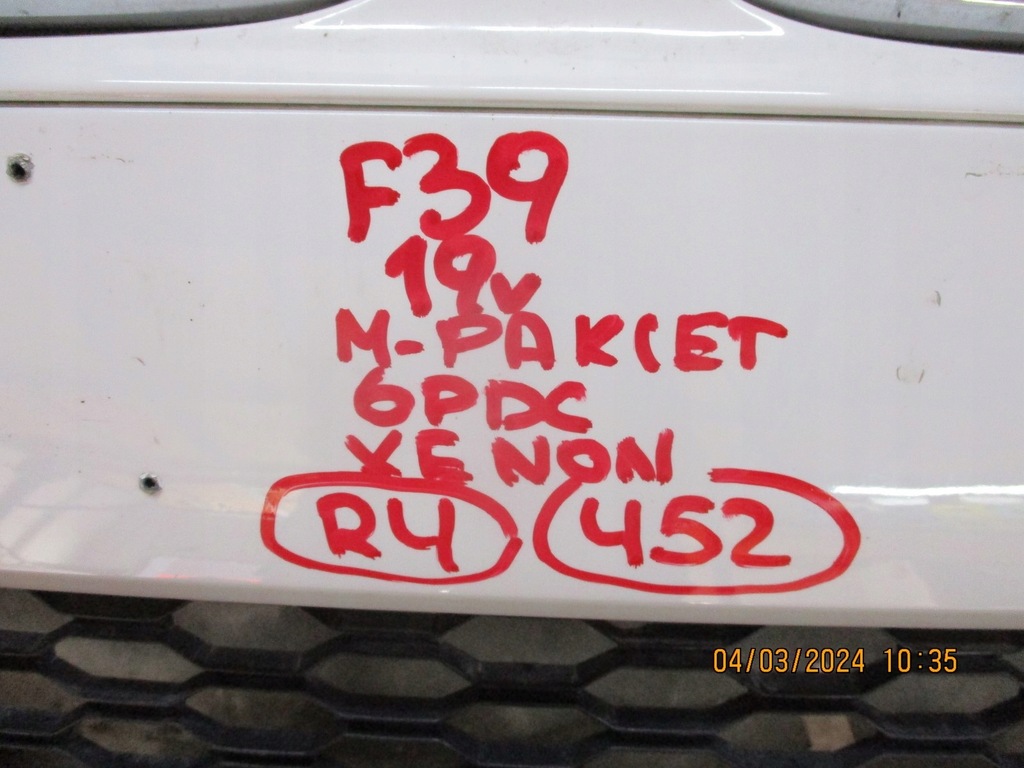 F39
19v
M-PAKIET
6PDC
XENON
R4 452
04/03/2024 10:35